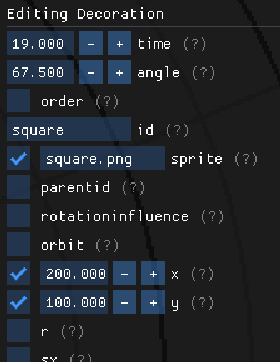 Editing Decoration
19.000 - + time (?)
67.500 - + angle (?)
order (?)
square id (?)
square.png sprite (?)
parentid (?)
rotationinfluence (?)
orbit (?)
200.000 - + x (?)
100.000 - + y (?)
r (?)
sx (?)